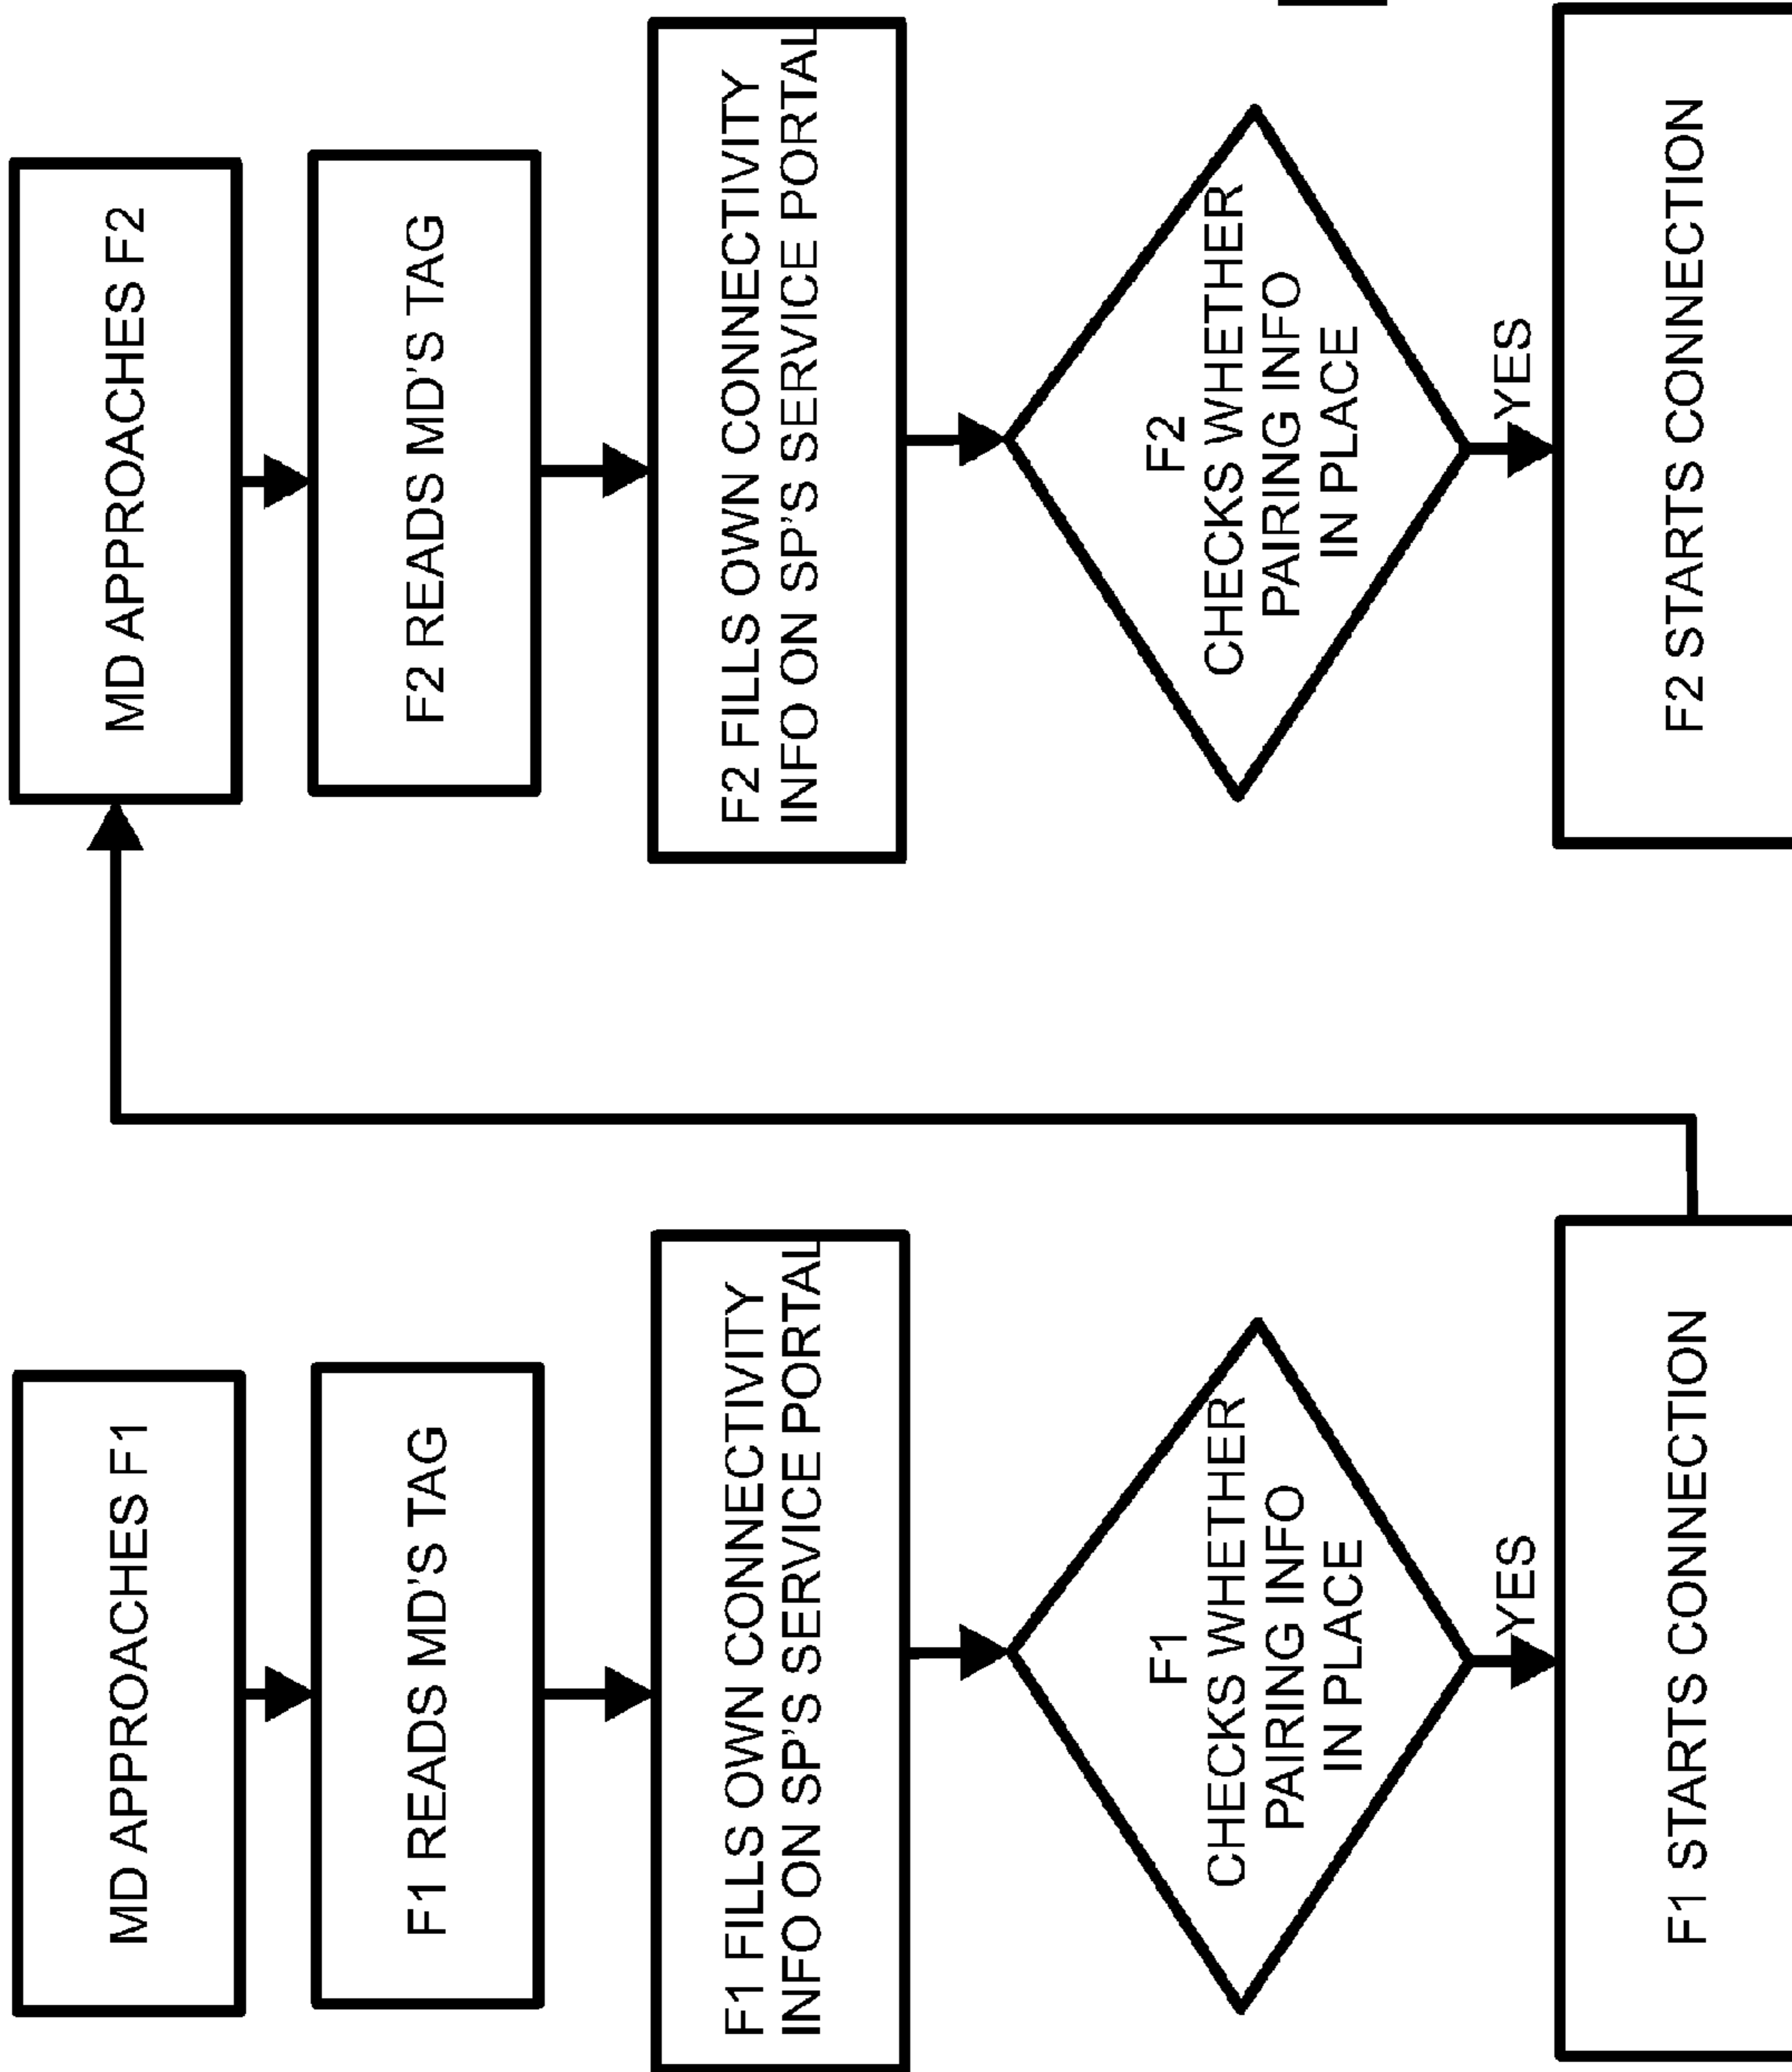 MD APPROACHES F1
F1 READS MD'S TAG
F1 FILLS OWN CONNECTIVITY
INFO ON SP'S SERVICE PORTAL
F1
CHECKS WHETHER
PAIRING INFO
IN PLACE
YES
F1 STARTS CONNECTION
MD APPROACHES F2
F2 READS MD'S TAG
F2 FILLS OWN CONNECTIVITY
INFO ON SP'S SERVICE PORTAL
F2
CHECKS WHETHER
PAIRING INFO
IN PLACE
YES
F2 STARTS CONNECTION